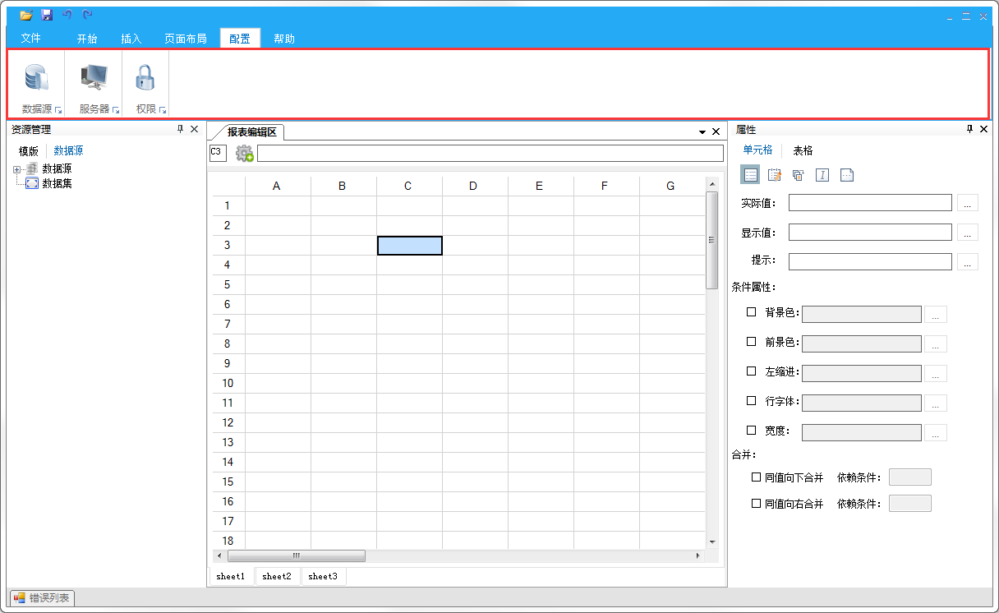 文件 开始 插入 页面布局 配置 帮助
数据源 服务器 权限
资源管理
模版 数据源
数据源
数据集
报表编辑区
C3
A B C D E F G
1
2
3
4
5
6
7
8
9
10
11
12
13
14
15
16
17
18
sheet1 sheet2 sheet3
属性
单元格 表格
实际值: ...
显示值: ...
提示: ...
条件属性:
背景色: ...
前景色: ...
左缩进: ...
行字体: ...
宽度: ...
合并:
同值向下合并 依赖条件:
同值向右合并 依赖条件:
错误列表